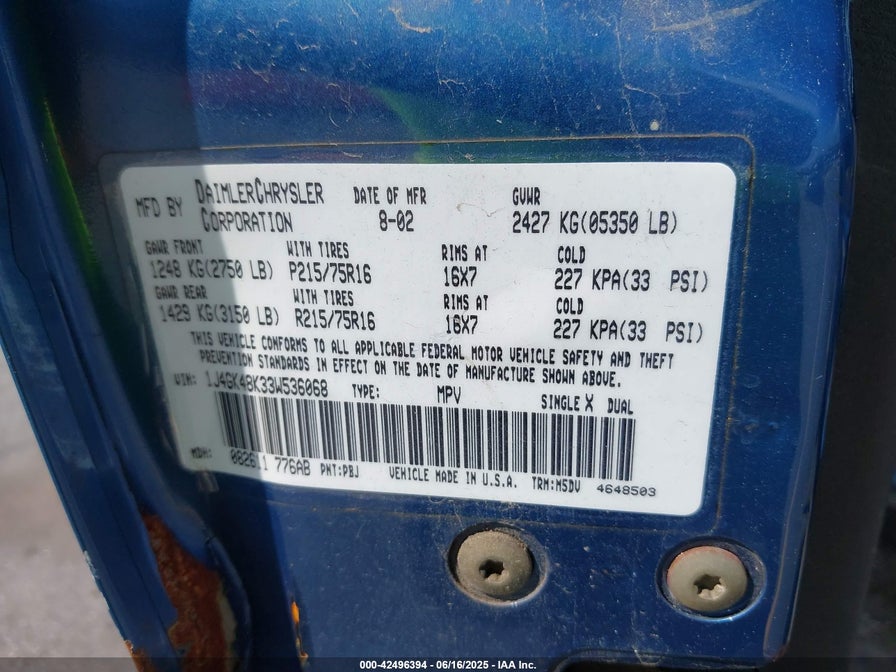 MFD BY DAIMLERCHRYSLER CORPORATION DATE OF MFR 8-02 GVWR 2427 KG(05350 LB)
GAWR FRONT WITH TIRES RIMS AT COLD
1248 KG(2750 LB) P215/75R16 16X7 227 KPA(33 PSI)
GAWR REAR WITH TIRES RIMS AT COLD
1429 KG(3150 LB) R215/75R16 16X7 227 KPA(33 PSI)
THIS VEHICLE CONFORMS TO ALL APPLICABLE FEDERAL MOTOR VEHICLE SAFETY AND THEFT
PREVENTION STANDARDS IN EFFECT ON THE DATE OF MANUFACTURE SHOWN ABOVE.
VIN: 1J4GK48K33W536068 TYPE: MPV SINGLE X DUAL
MDH: 082611 776AB PNT:PBJ VEHICLE MADE IN U.S.A. TRM:M5DV 4648503
000-42496394 - 06/16/2025 - IAA Inc.